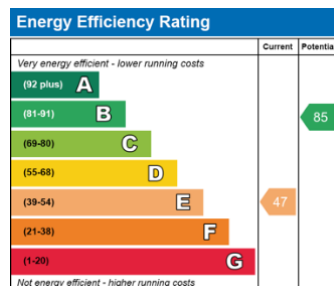 Energy Efficiency Rating
Current Potentia
Very energy efficient - lower running costs
(92 plus) A
(81-91) B
85
(69-80) C
(55-68) D
(39-54) E
47
(21-38) F
(1-20) G
Not energy efficient - higher running costs